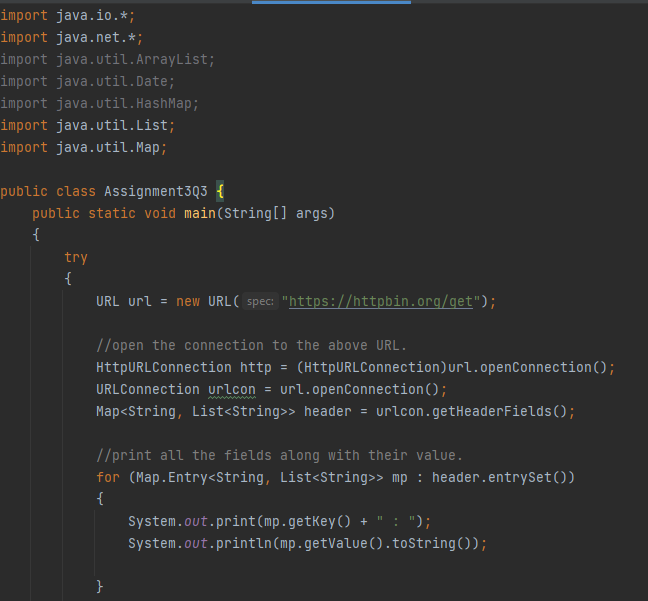 import java.io.*;
import java.net.*;
import java.util.ArrayList;
import java.util.Date;
import java.util.HashMap;
import java.util.List;
import java.util.Map;
public class Assignment3Q3 {
public static void main(String[] args)
{
try
{
URL url = new URL( spec: "https://httpbin.org/get");
//open the connection to the above URL.
HttpURLConnection http = (HttpURLConnection)url.openConnection();
URLConnection urlcon = url.openConnection();
Map<String, List<String>> header = urlcon.getHeaderFields();
//print all the fields along with their value.
for (Map.Entry<String, List<String>> mp : header.entrySet())
{
System.out.print(mp.getKey() + " : ");
System.out.println(mp.getValue().toString());
}